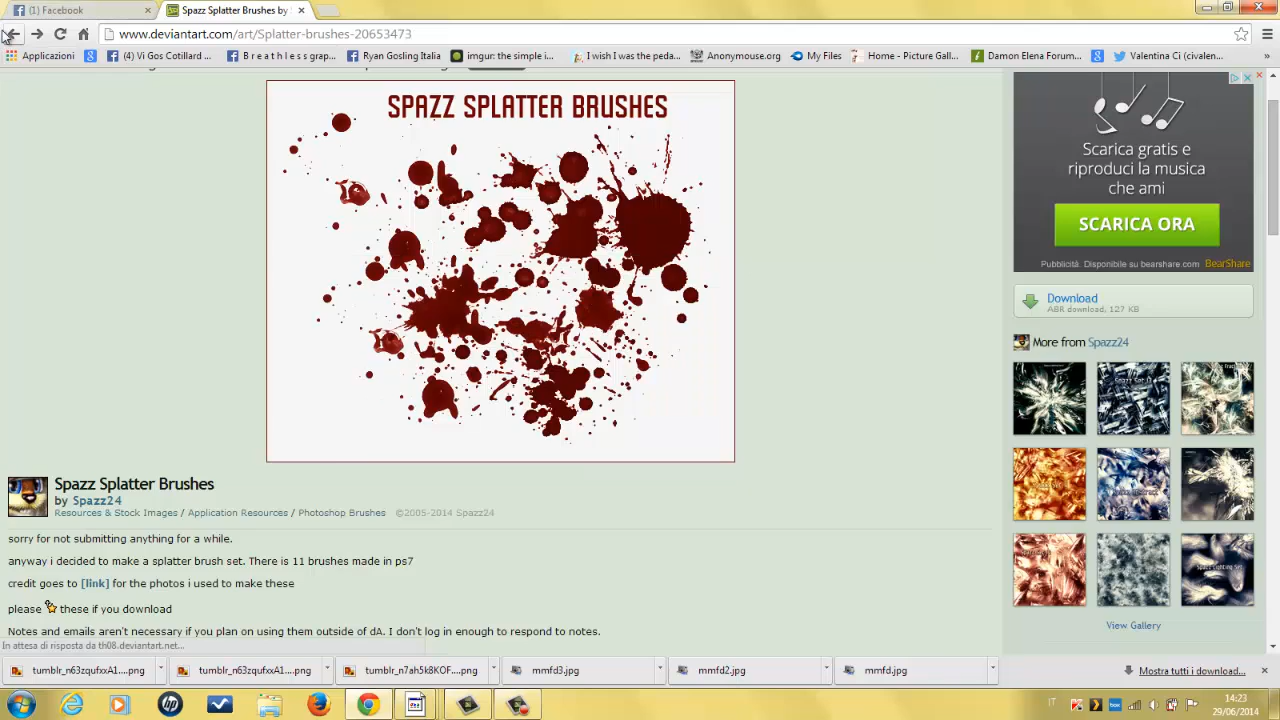 (1) Facebook
Spazz Splatter Brushes by
www.deviantart.com/art/Splatter-brushes-20653473
Applicazioni
(4) Vi Gos Cotillard ...
B r e a t h l e s s grap...
Ryan Gosling Italia
imgur: the simple i...
I wish I was the peda...
Anonymouse.org
My Files
Home - Picture Gall...
Damon Elena Forum...
Valentina Ci (civalen...
SPAZZ SPLATTER BRUSHES
Scarica gratis e
riproduci la musica
che ami
SCARICA ORA
Pubblicità. Disponibile su bearshare.com BearShare
Download
ABR download, 127 KB
More from Spazz24
View Gallery
Spazz Splatter Brushes
by Spazz24
Resources & Stock Images / Application Resources / Photoshop Brushes ©2005-2014 Spazz24
sorry for not submitting anything for a while.
anyway i decided to make a splatter brush set. There is 11 brushes made in ps7
credit goes to [link] for the photos i used to make these
please these if you download
Notes and emails aren't necessary if you plan on using them outside of dA. I don't log in enough to respond to notes.
In attesa di risposta da th08.deviantart.net...
tumblr_n63zqufxxA1....png
tumblr_n63zqufxxA1....png
tumblr_n7ah5k8KOF....png
mmfd3.jpg
mmfd2.jpg
mmfd.jpg
Mostra tutti i download...
IT
14:23
29/06/2014